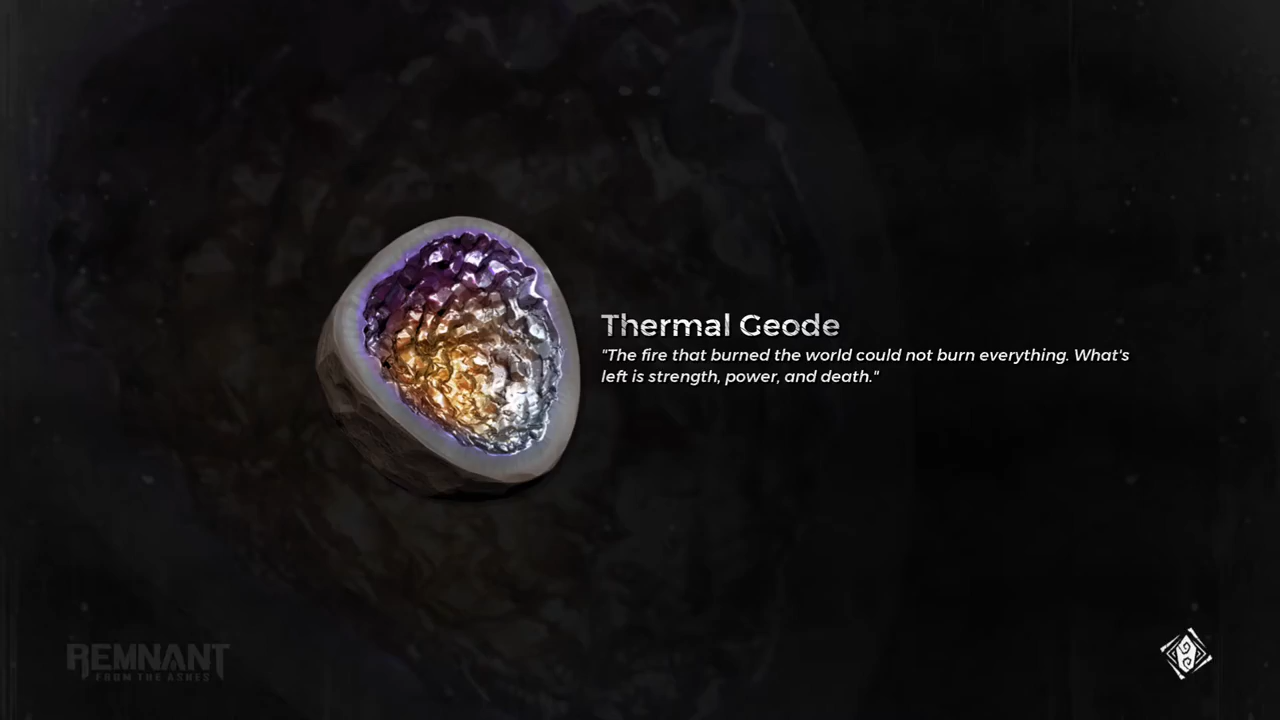 Thermal Geode
"The fire that burned the world could not burn everything. What's
left is strength, power, and death."
REMNANT
FROM THE ASHES